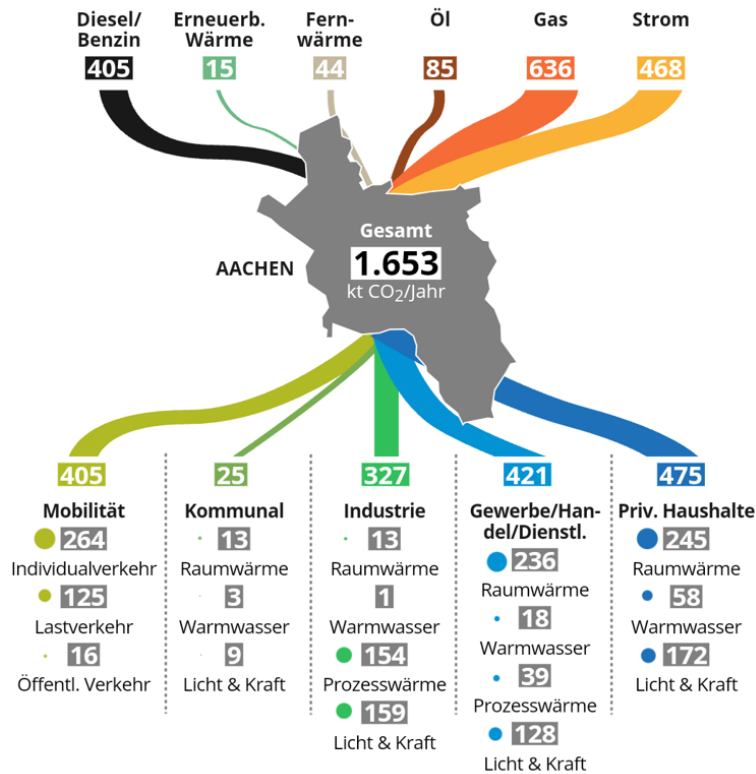 Diesel/
Benzin
405
Erneuerb.
Wärme
15
Fern-
wärme
44
Öl
85
Gas
636
Strom
468
AACHEN
Gesamt
1.653
kt CO₂/Jahr
405
Mobilität
264
Individualverkehr
125
Lastverkehr
16
Öffentl. Verkehr
25
Kommunal
13
Raumwärme
3
Warmwasser
9
Licht & Kraft
327
Industrie
13
Raumwärme
1
Warmwasser
154
Prozesswärme
159
Licht & Kraft
421
Gewerbe/Han-
del/Dienstl.
236
Raumwärme
18
Warmwasser
39
Prozesswärme
128
Licht & Kraft
475
Priv. Haushalte
245
Raumwärme
58
Warmwasser
172
Licht & Kraft